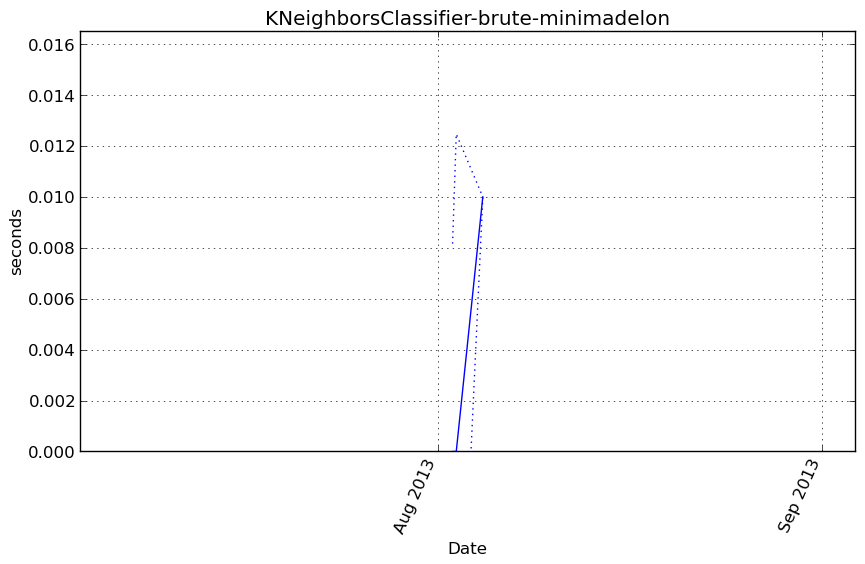 KNeighborsClassifier-brute-minimadelon
0.016
0.014
0.012
0.010
0.008
0.006
0.004
0.002
0.000
seconds
Aug 2013
Sep 2013
Date